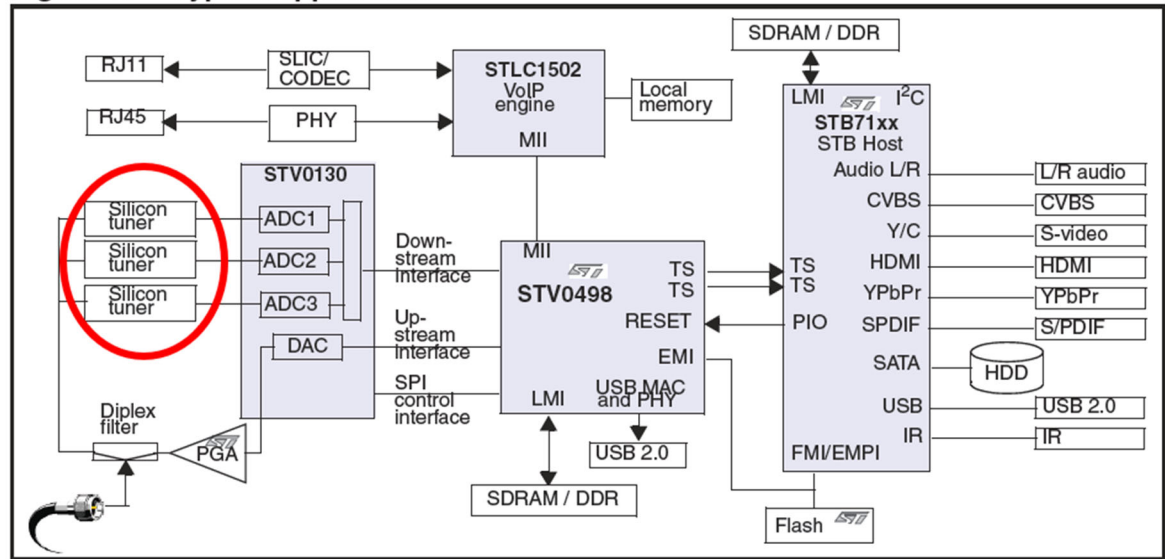 SDRAM / DDR
RJ11
SLIC/
CODEC
STLC1502
VoIP
engine
MII
Local
memory
RJ45
PHY
LMI
ST
I2C
STB71xx
STB Host
Audio L/R
CVBS
Y/C
HDMI
YPbPr
SPDIF
SATA
USB
IR
TS
TS
PIO
FMI/EMPI
L/R audio
CVBS
S-video
HDMI
YPbPr
S/PDIF
HDD
USB 2.0
IR
STV0130
Silicon
tuner
Silicon
tuner
Silicon
tuner
ADC1
ADC2
ADC3
DAC
Down-
stream
interface
Up-
stream
interface
SPI
control
interface
MII
ST
STV0498
TS
TS
RESET
EMI
USB MAC
and PHY
LMI
Diplex
filter
ST
PGA
USB 2.0
SDRAM / DDR
Flash
ST